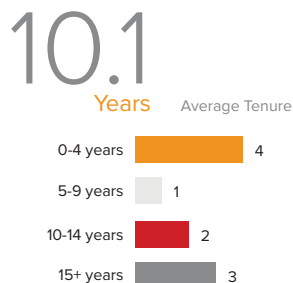 10.1
Years Average Tenure
0-4 years 4
5-9 years 1
10-14 years 2
15+ years 3